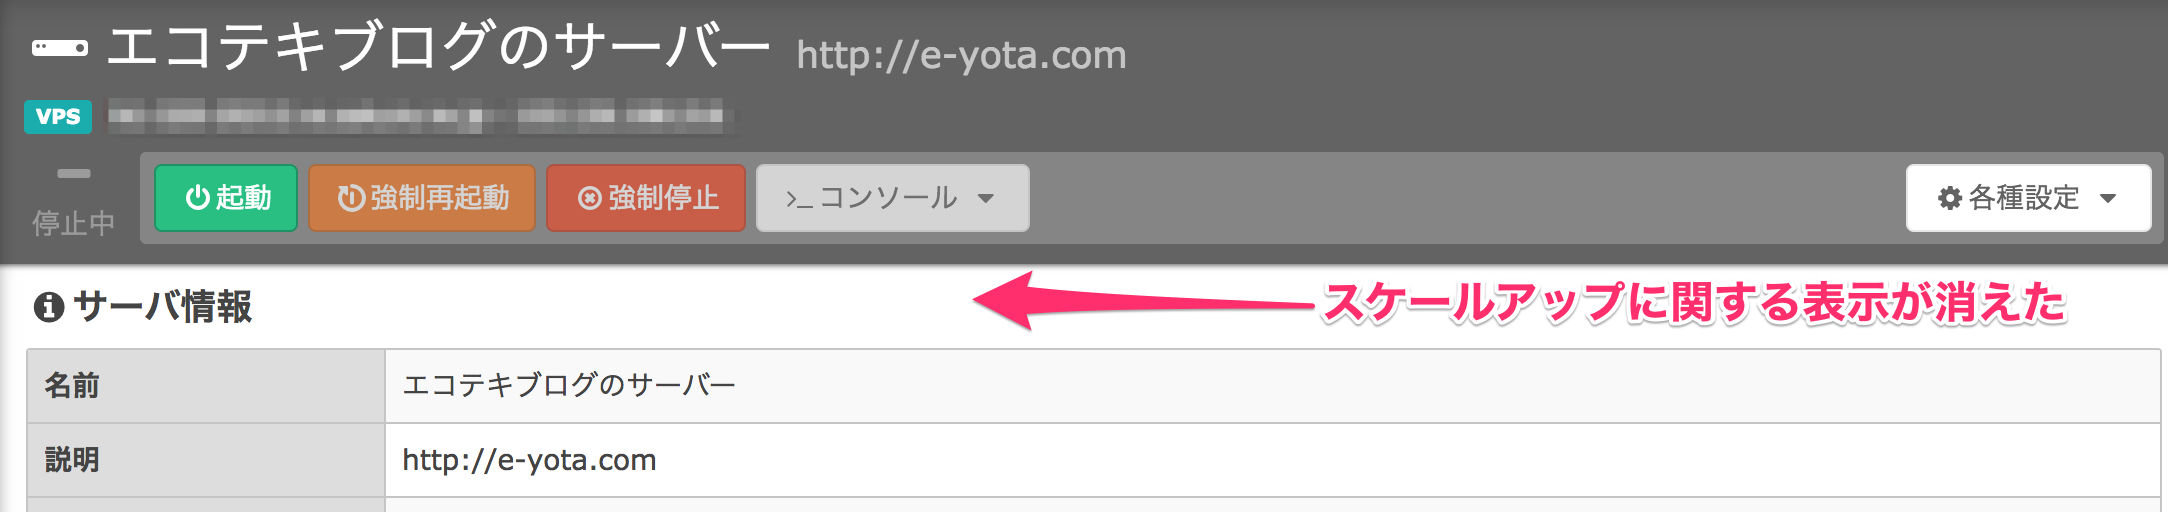 エコテキブログのサーバー http://e-yota.com
VPS
停止中
起動 強制再起動 強制停止 >_ コンソール 各種設定
サーバ情報
スケールアップに関する表示が消えた
名前 エコテキブログのサーバー
説明 http://e-yota.com